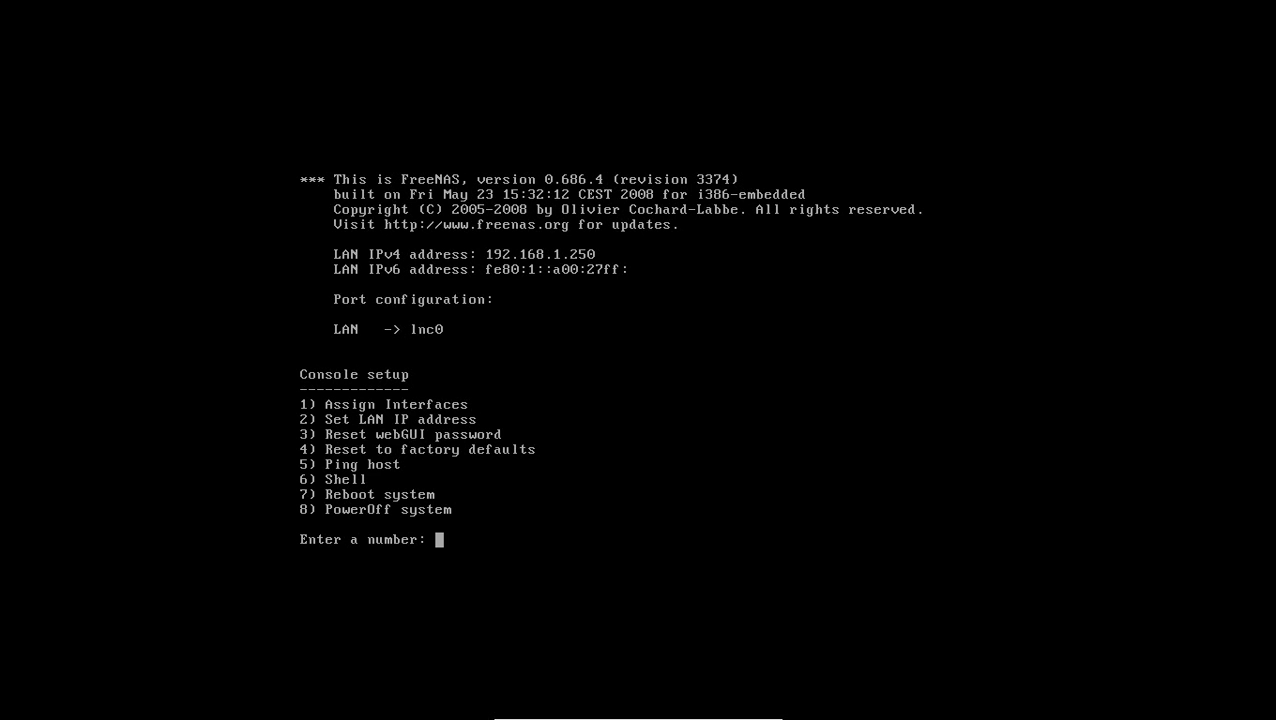 *** This is FreeNAS, version 0.686.4 (revision 3374)
built on Fri May 23 15:32:12 CEST 2008 for i386-embedded
Copyright (C) 2005-2008 by Olivier Cochard-Labbe. All rights reserved.
Visit http://www.freenas.org for updates.
LAN IPv4 address: 192.168.1.250
LAN IPv6 address: fe80:1::a00:27ff:
Port configuration:
LAN   -> lnc0
Console setup
-------------
1) Assign Interfaces
2) Set LAN IP address
3) Reset webGUI password
4) Reset to factory defaults
5) Ping host
6) Shell
7) Reboot system
8) PowerOff system
Enter a number: